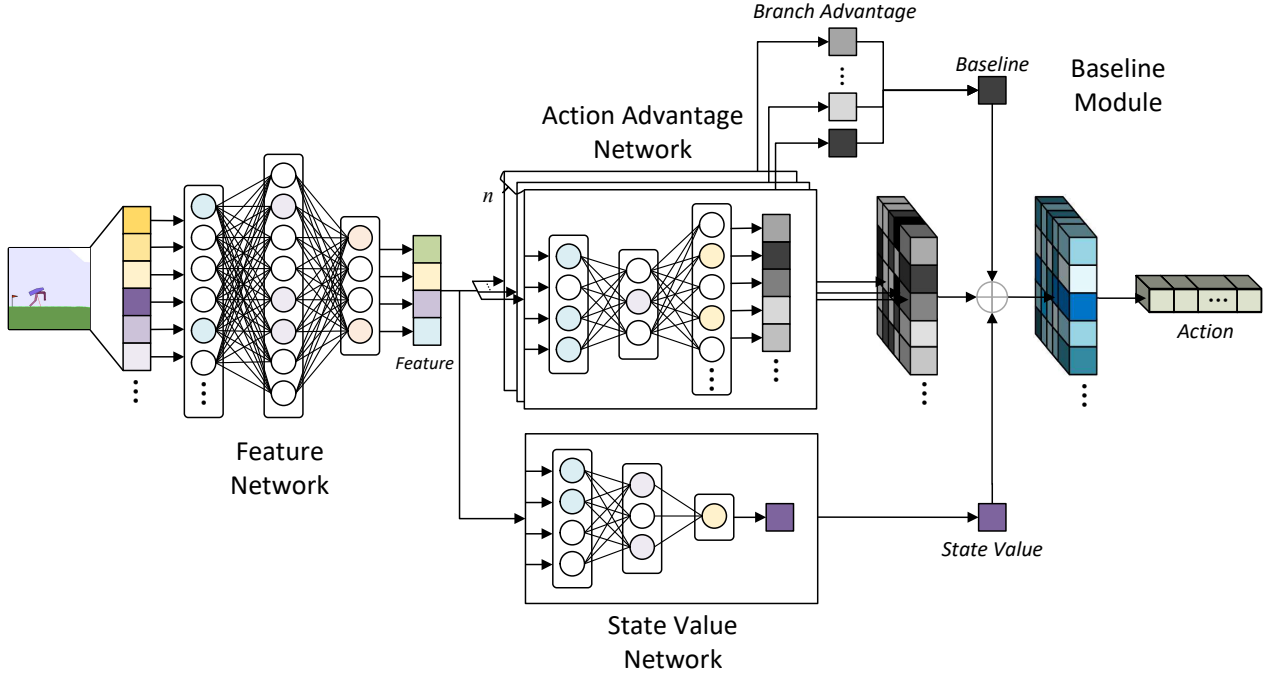 Branch Advantage
Baseline
Baseline
Module
Action Advantage
Network
n
Feature
Action
Feature
Network
State Value
State Value
Network